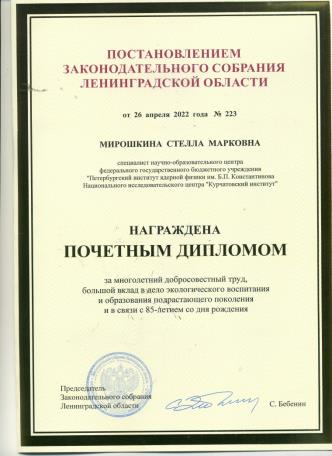 ПОСТАНОВЛЕНИЕМ
ЗАКОНОДАТЕЛЬНОГО СОБРАНИЯ
ЛЕНИНГРАДСКОЙ ОБЛАСТИ
от 26 апреля 2022 года № 223
МИРОШКИНА СТЕЛЛА МАРКОВНА
специалист научно-образовательного центра
федерального государственного бюджетного учреждения
"Петербургский институт ядерной физики им. Б.П. Константинова
Национального исследовательского центра "Курчатовский институт"
НАГРАЖДЕНА
ПОЧЕТНЫМ ДИПЛОМОМ
за многолетний добросовестный труд,
большой вклад в дело экологического воспитания
и образования подрастающего поколения
и в связи с 85-летием со дня рождения
Председатель
Законодательного собрания
Ленинградской области
С. Бебенин